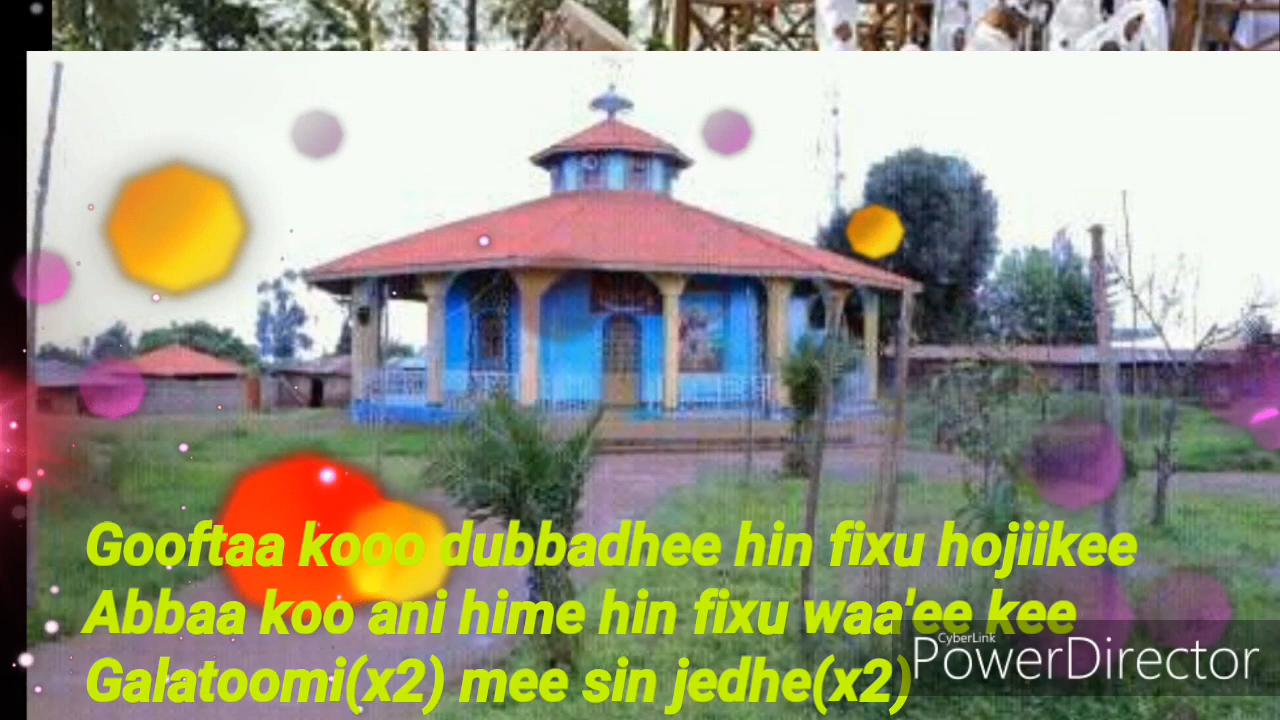 Gooftaa kooo dubbadhee hin fixu hojiikee
Abbaa koo ani hime hin fixu waa'ee kee
Galatoomi(x2) mee sin jedhe(x2)
CyberLink
PowerDirector